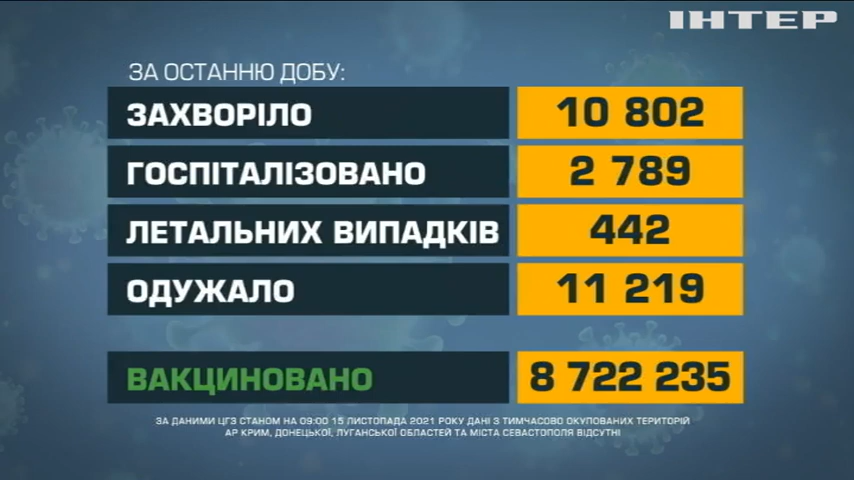 ІНТЕР
ЗА ОСТАННЮ ДОБУ:
ЗАХВОРІЛО 10 802
ГОСПІТАЛІЗОВАНО 2 789
ЛЕТАЛЬНИХ ВИПАДКІВ 442
ОДУЖАЛО 11 219
ВАКЦИНОВАНО 8 722 235
ЗА ДАНИМИ ЦГЗ СТАНОМ НА 09:00 15 ЛИСТОПАДА 2021 РОКУ ДАНІ З ТИМЧАСОВО ОКУПОВАНИХ ТЕРИТОРІЙ
АР КРИМ, ДОНЕЦЬКОЇ, ЛУГАНСЬКОЇ ОБЛАСТЕЙ ТА МІСТА СЕВАСТОПОЛЯ ВІДСУТНІ